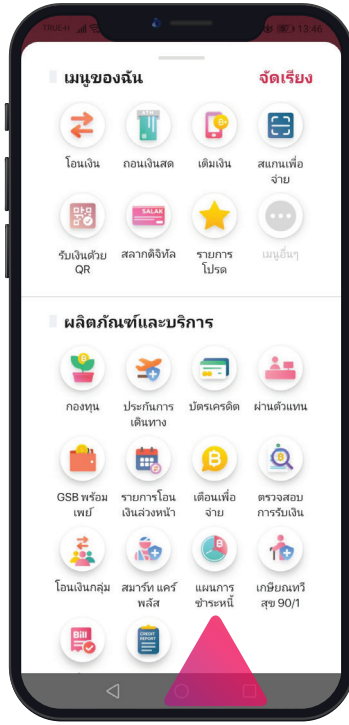 TRUE-H
13:46
เมนูของฉัน
จัดเรียง
ATM
โอนเงิน
ถอนเงินสด
เติมเงิน
สแกนเพื่อ
จ่าย
SALAK
รับเงินด้วย
QR
สลากดิจิทัล
รายการ
โปรด
เมนูอื่นๆ
ผลิตภัณฑ์และบริการ
กองทุน
ประกันการ
เดินทาง
บัตรเครดิต
ผ่านตัวแทน
GSB พร้อม
เพย์
รายการโอน
เงินล่วงหน้า
เตือนเพื่อ
จ่าย
ตรวจสอบ
การรับเงิน
โอนเงินกลุ่ม
สมาร์ท แคร์
พลัส
แผนการ
ชำระหนี้
เกษียณทวี
สุข 90/1
Bill
CREDIT
REPORT